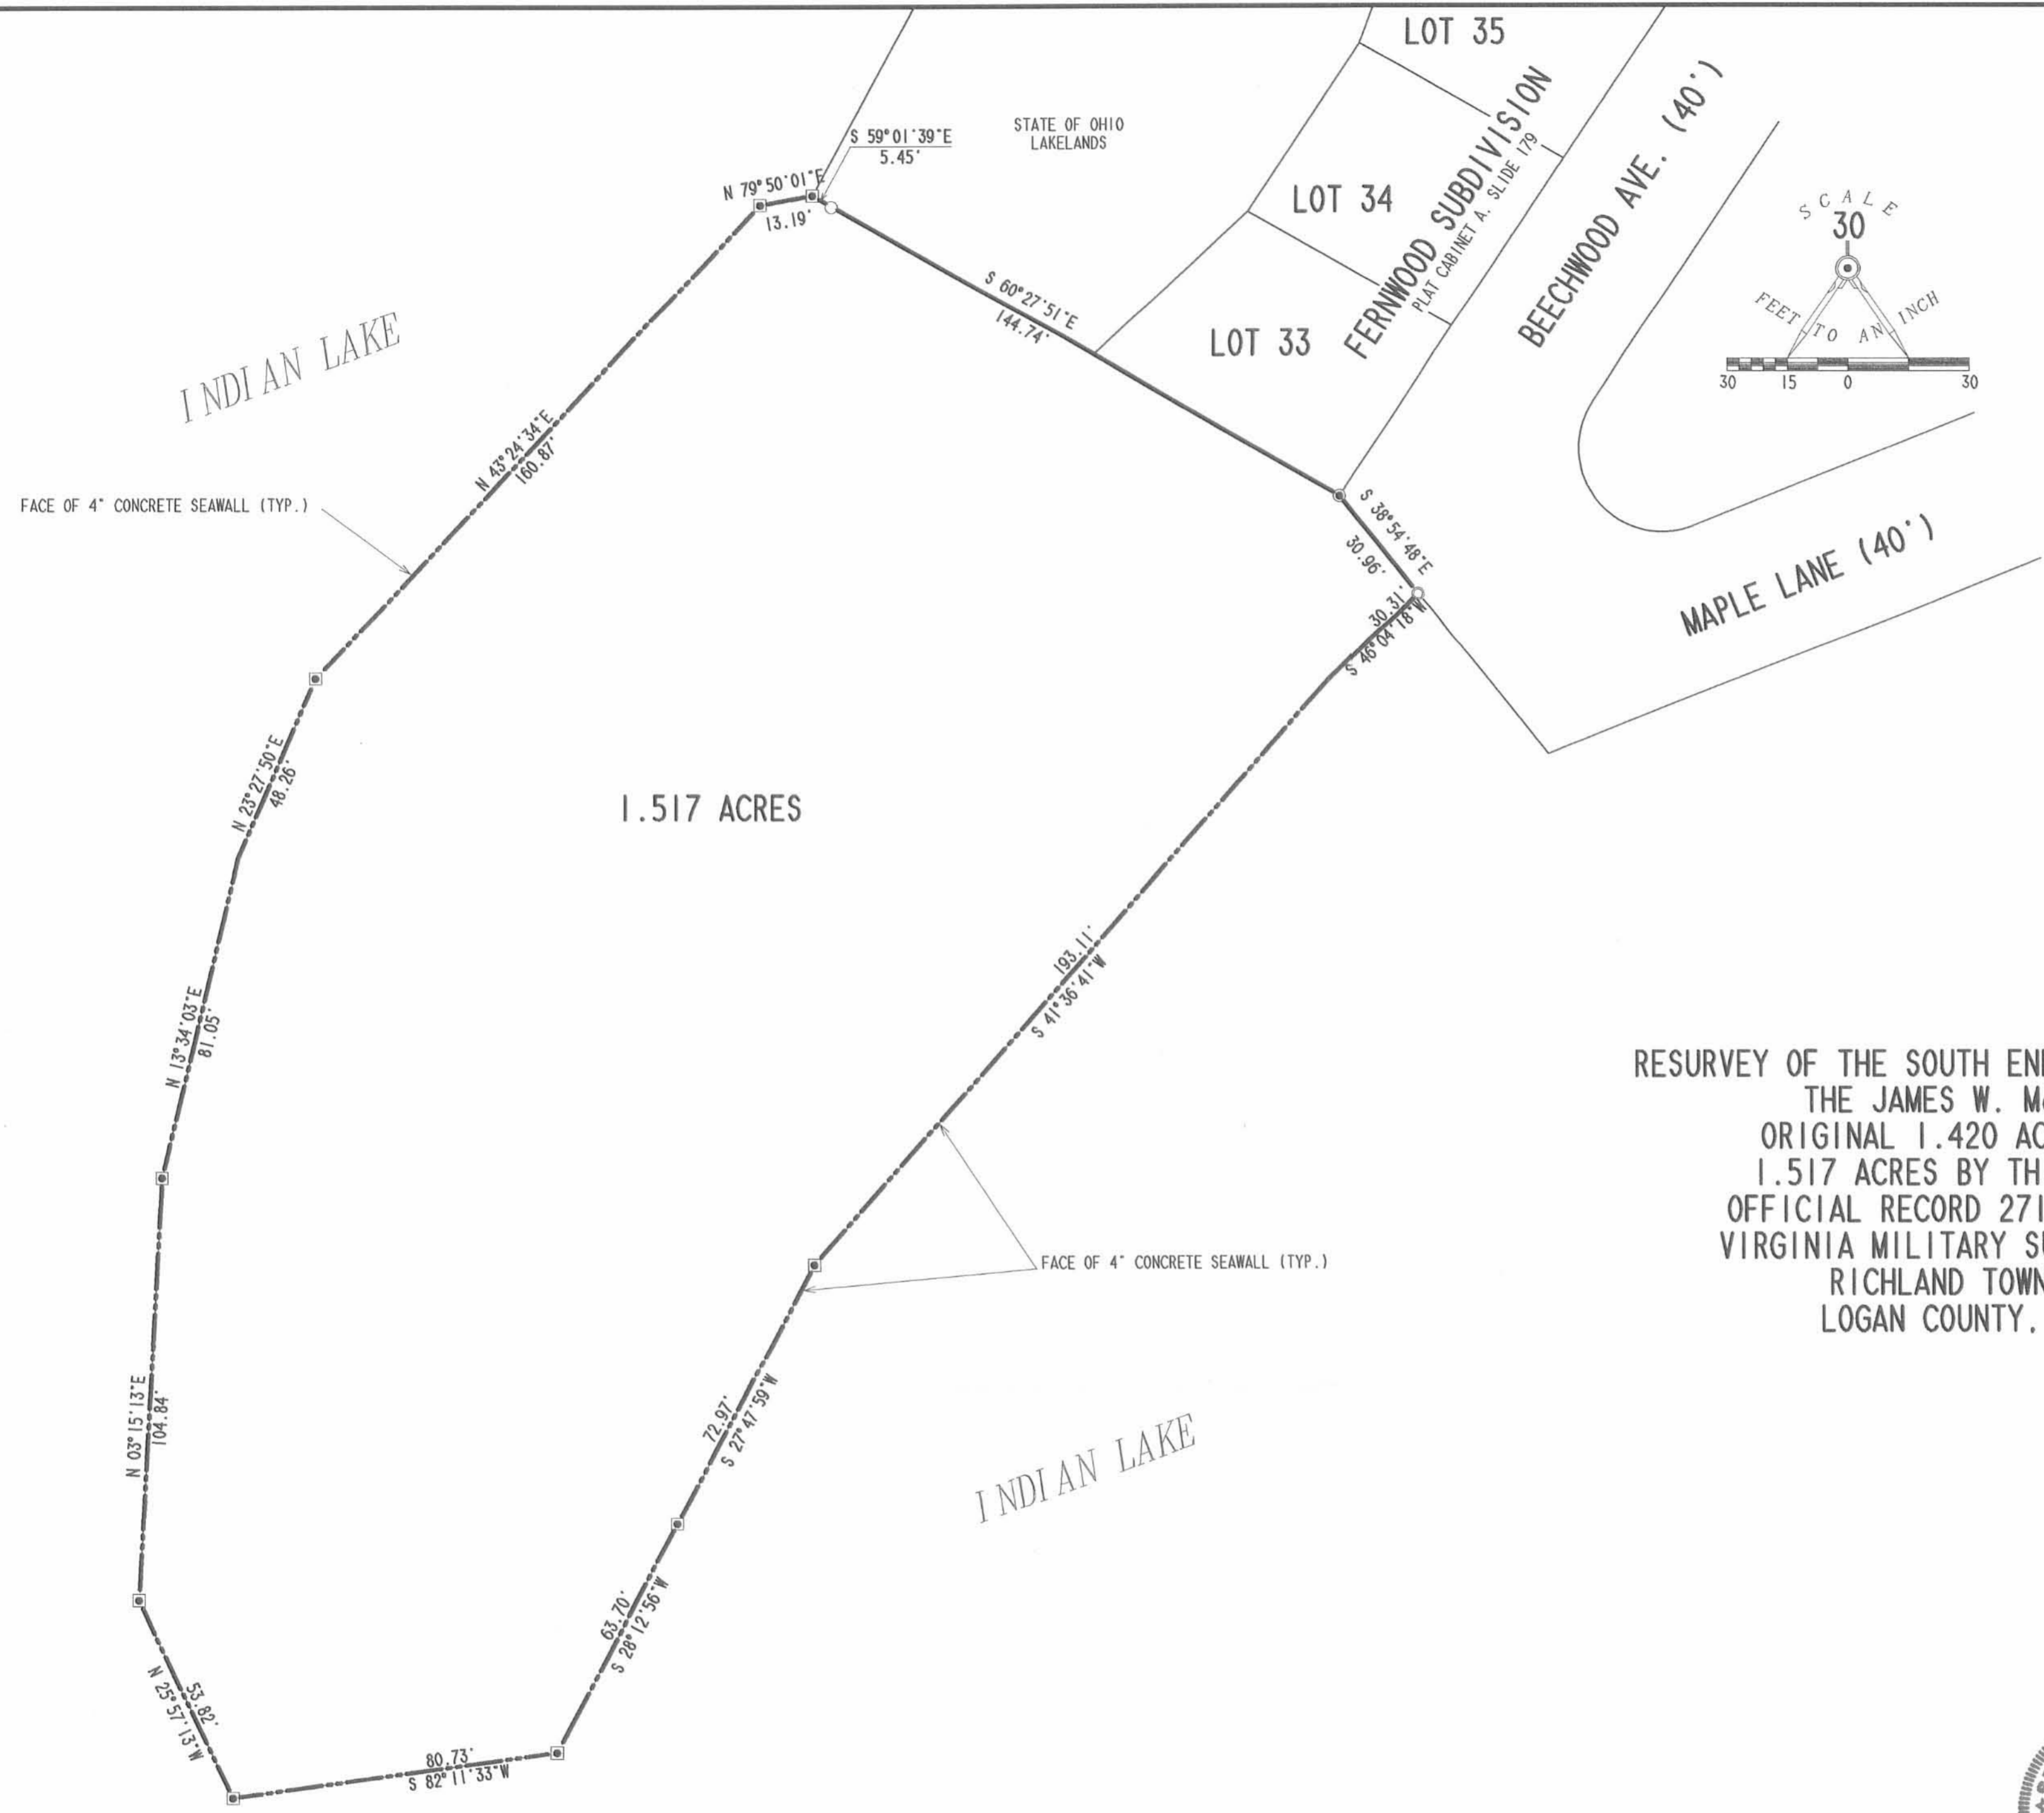 LOT 35
S 59°01'39"E
5.45'
STATE OF OHIO
LAKELANDS
N 79°50'01"E
13.19'
LOT 34
FERNWOOD SUBDIVISION
PLAT CABINET A, SLIDE 179
BEECHWOOD AVE. (40')
SCALE
30
FEET TO AN INCH
30 15 0 30
S 60°27'51"E
144.74'
LOT 33
INDIAN LAKE
N 43°24'34"E
160.87'
FACE OF 4" CONCRETE SEAWALL (TYP.)
S 38°54'48"E
30.96'
MAPLE LANE (40')
30.31'
S 46°04'18"W
N 23°27'50"E
48.26'
1.517 ACRES
193.11'
S 41°36'41"W
N 13°34'03"E
81.05'
RESURVEY OF THE SOUTH
THE JAMES W.
ORIGINAL 1.420
1.517 ACRES BY
OFFICIAL RECORD 271
VIRGINIA MILITARY
RICHLAND
LOGAN COUNTY,
FACE OF 4" CONCRETE SEAWALL (TYP.)
N 03°15'13"E
104.84'
72.97'
S 27°47'59"W
INDIAN LAKE
63.70'
S 28°12'56"W
53.82'
N 25°57'13"W
80.73'
S 82°11'33"W